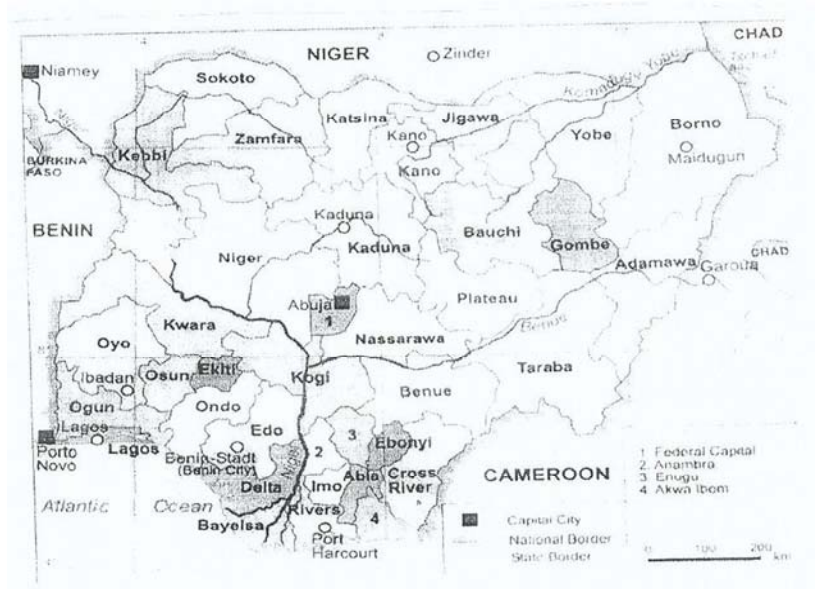 NIGER
Zinder
CHAD
Niamey
Sokoto
Komadugu Yobe
Katsina
Jigawa
Borno
Yobe
Kano
Zamfara
Kebbi
BURKINA
FASO
Maidugun
Kano
Kaduna
BENIN
Bauchi
Kaduna
Gombe
Niger
Adamawa
CHAD
Garoua
Abuja
1
Plateau
Kwara
Nassarawa
Benue
Oyo
Taraba
Ibadan
Osun
Ekiti
Kogi
Benue
Ogun
Ondo
Lagos
Edo
2
3
Ebonyi
Porto
Novo
Lagos
Benin-Stadt
(Benin City)
Niger
Abia
Cross
River
CAMEROON
1 Federal Capital
2. Anambra
3 Enugu
4 Akwa Ibom
Delta
Imo
Atlantic Ocean
Rivers
4
Bayelsa
Port
Harcourt
Capital City
National Border
State Border
0 100 200
km